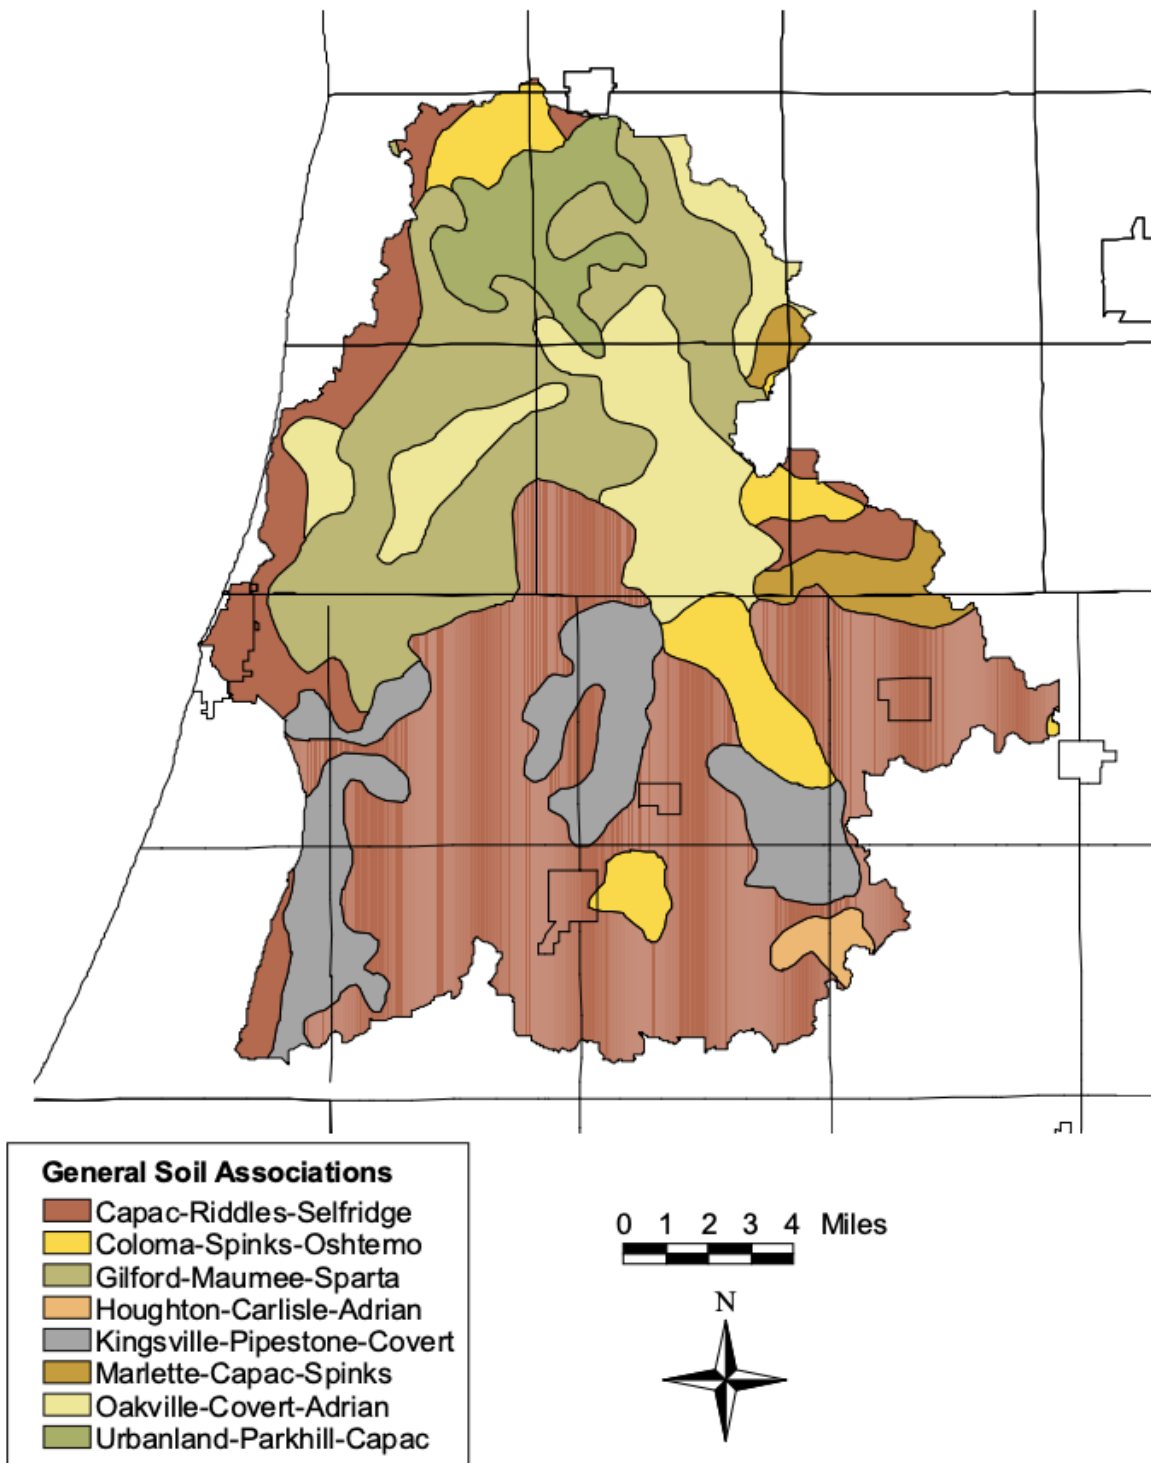 General Soil Associations
Capac-Riddles-Selfridge
Coloma-Spinks-Oshtemo
Gilford-Maumee-Sparta
Houghton-Carlisle-Adrian
Kingsville-Pipestone-Covert
Marlette-Capac-Spinks
Oakville-Covert-Adrian
Urbanland-Parkhill-Capac
0 1 2 3 4 Miles
N